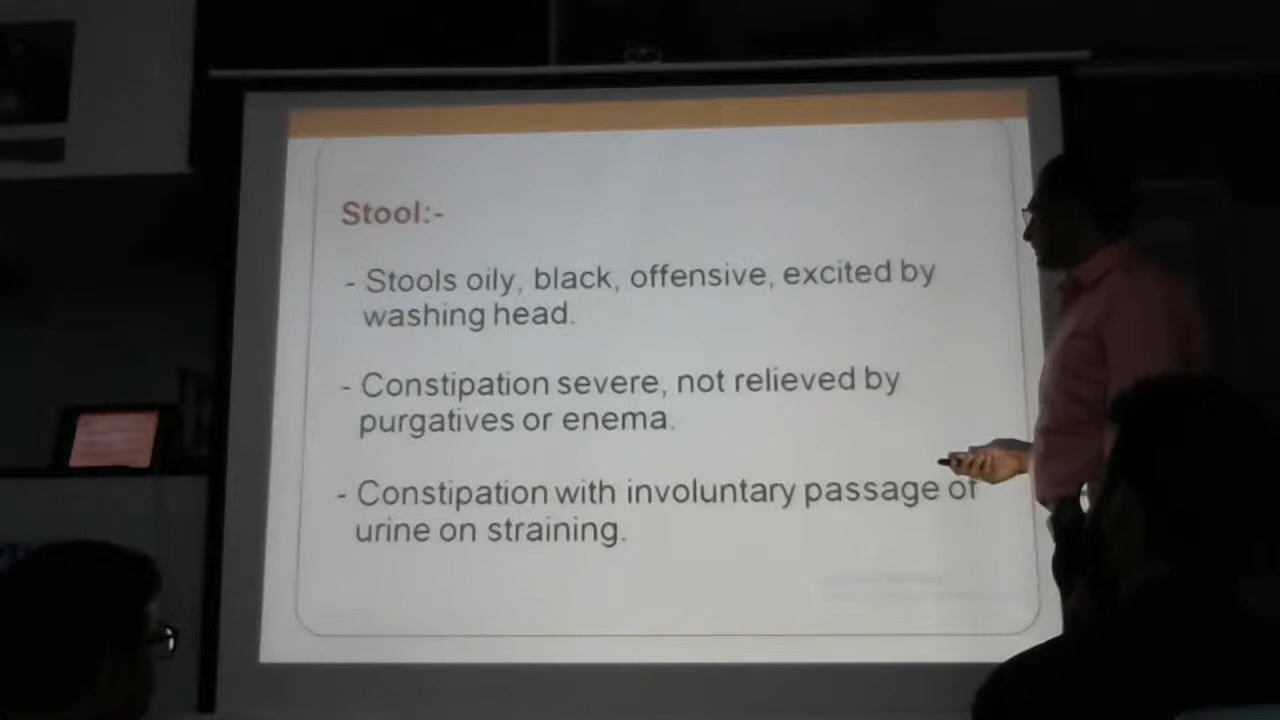 Stool:-
- Stools oily, black, offensive, excited by
washing head.
- Constipation severe, not relieved by
purgatives or enema.
- Constipation with involuntary passage of
urine on straining.